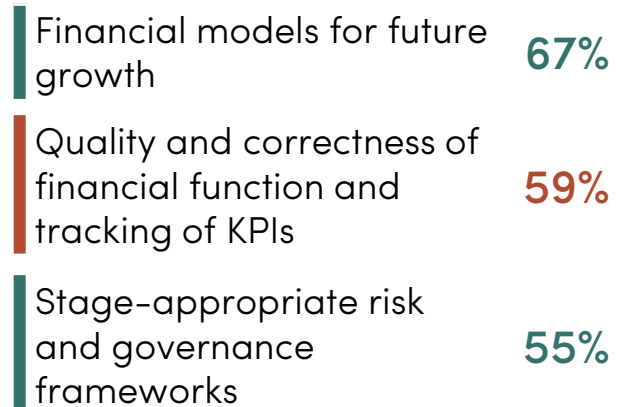 Financial models for future
growth
67%
Quality and correctness of
financial function and
tracking of KPIs
59%
Stage-appropriate risk
and governance
frameworks
55%